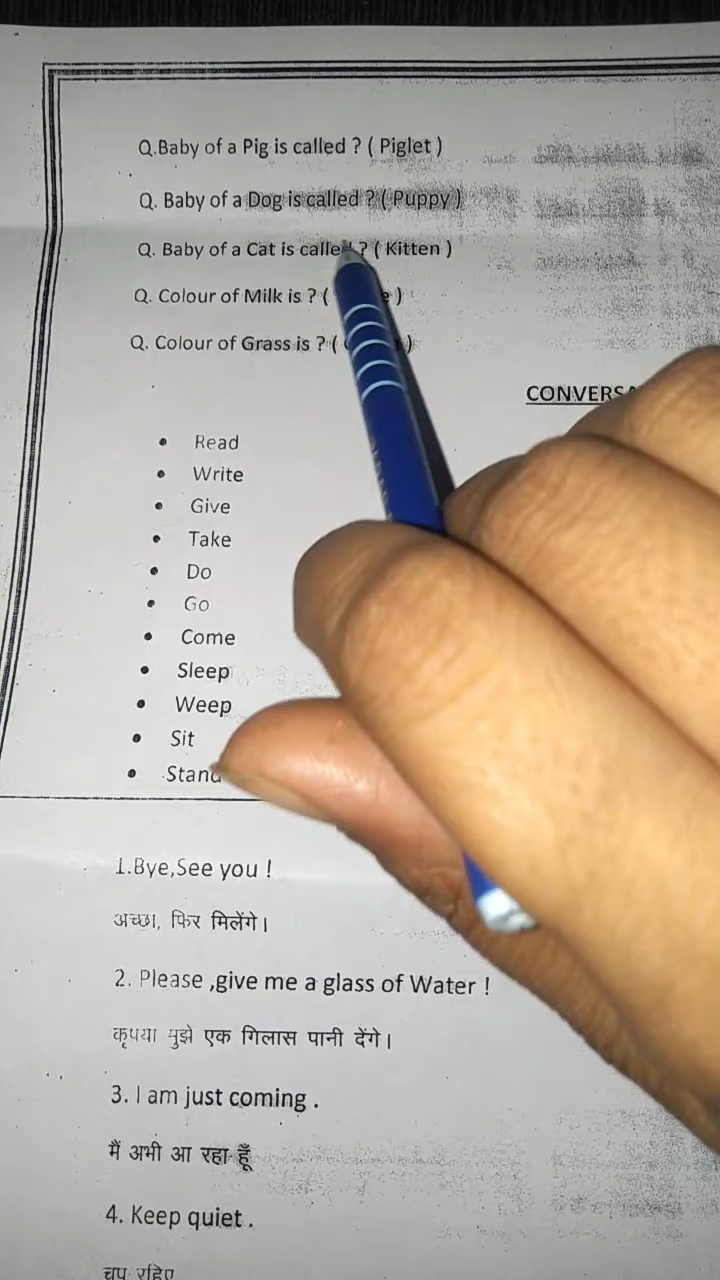 Q.Baby of a Pig is called ? ( Piglet )
Q. Baby of a Dog is called ? ( Puppy )
Q. Baby of a Cat is called ? ( Kitten )
Q. Colour of Milk is ? ( )
Q. Colour of Grass is ? ( )
• Read
• Write
• Give
• Take
• Do
• Go
• Come
• Sleep
• Weep
• Sit
• Stand
1.Bye,See you !
अच्छा, फिर मिलेंगे।
2. Please ,give me a glass of Water !
कृपया मुझे एक गिलास पानी देंगे।
3. I am just coming .
मैं अभी आ रहा हूँ
4. Keep quiet .
चुप रहिए